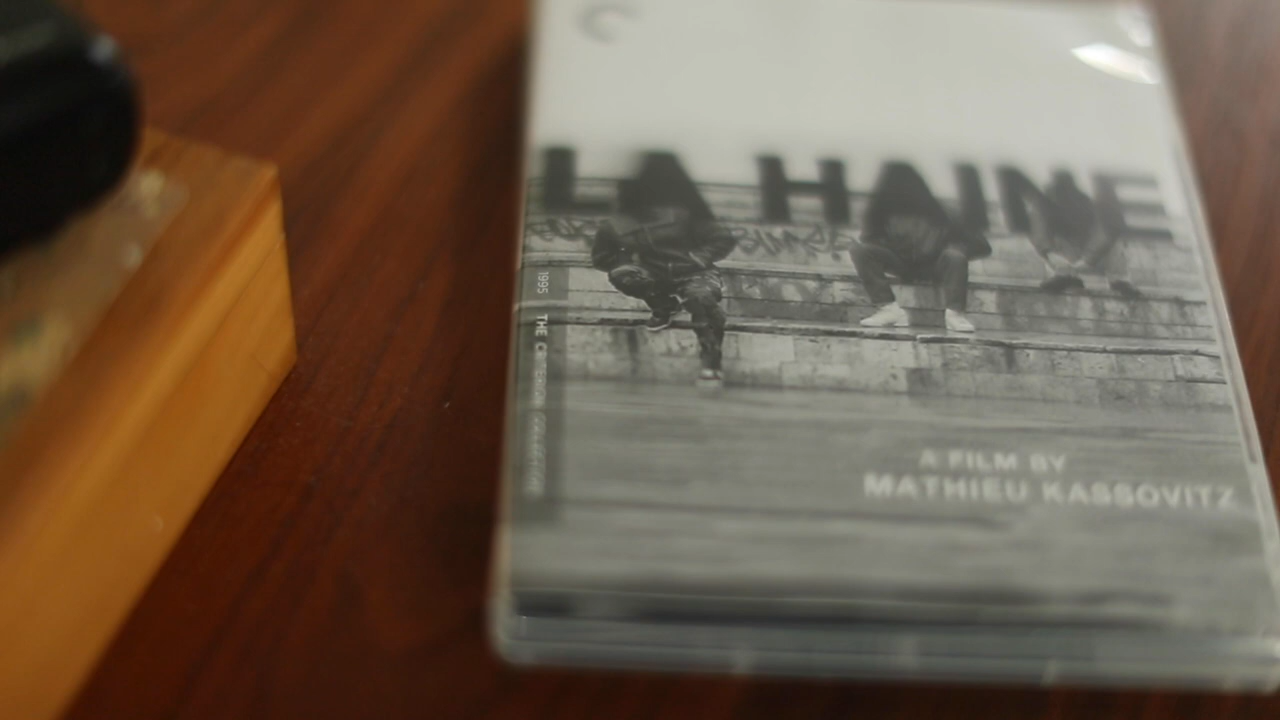 LA HAINE
1995 THE CRITERION COLLECTION
A FILM BY
MATHIEU KASSOVITZ